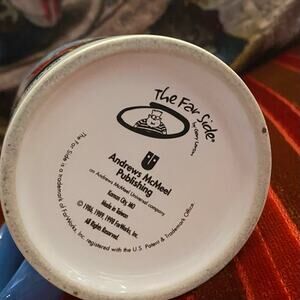 The Far Side®
by Gary Larson
Andrews McMeel
Publishing
an Andrews McMeel Universal company
Kansas City, MO
Made in Taiwan
© 1986, 1989, 1998 FarWorks, Inc.
All Rights Reserved.
The Far Side is a trademark of FarWorks, Inc. registered with the U.S. Patent & Trademark Office.